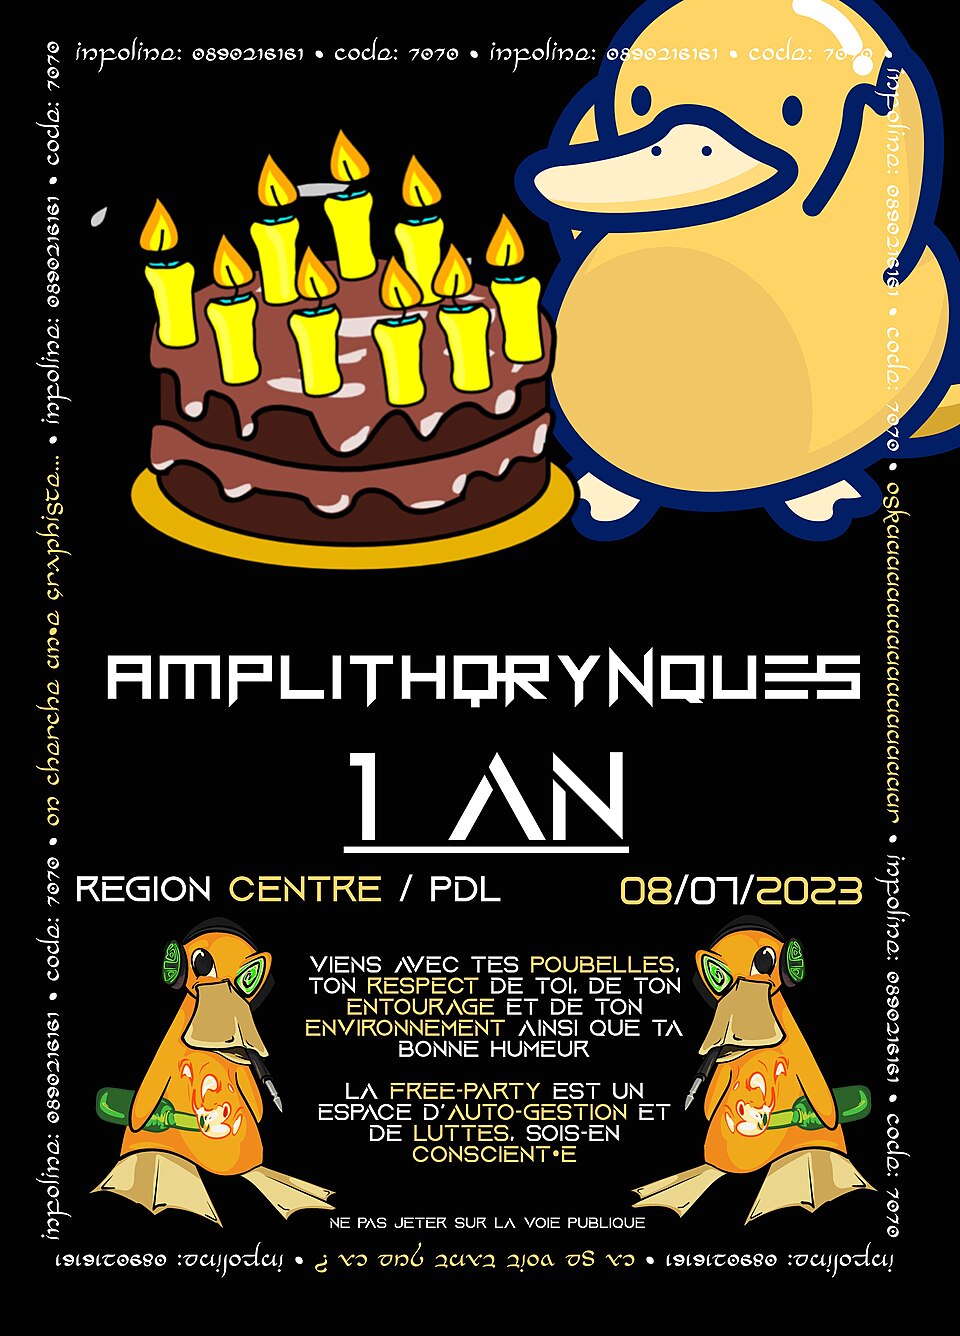 infoline: 0890216161 • code: 7070 • infoline: 0890216161 • code: 7070 •
infoline: 0890216161 • code: 7070 • oskcicicicicicicicicicicicicicicin • infoline: 0890216161 • code: 7070
AMPLITHQRYNQUES
1 AN
REGION CENTRE / PDL
08/07/2023
VIENS AVEC TES POUBELLES,
TON RESPECT DE TOI, DE TON
ENTOURAGE ET DE TON
ENVIRONNEMENT AINSI QUE TA
BONNE HUMEUR
LA FREE-PARTY EST UN
ESPACE D'AUTO-GESTION ET
DE LUTTES, SOIS-EN
CONSCIENT•E
NE PAS JETER SUR LA VOIE PUBLIQUE
infoline: 0890216161 • ca se voit tant que ca ? • infoline: 0890216161
infoline: 0890216161 • code: 7070 • on cherche un•e graphiste... • infoline: 0890216161 • code: 7070